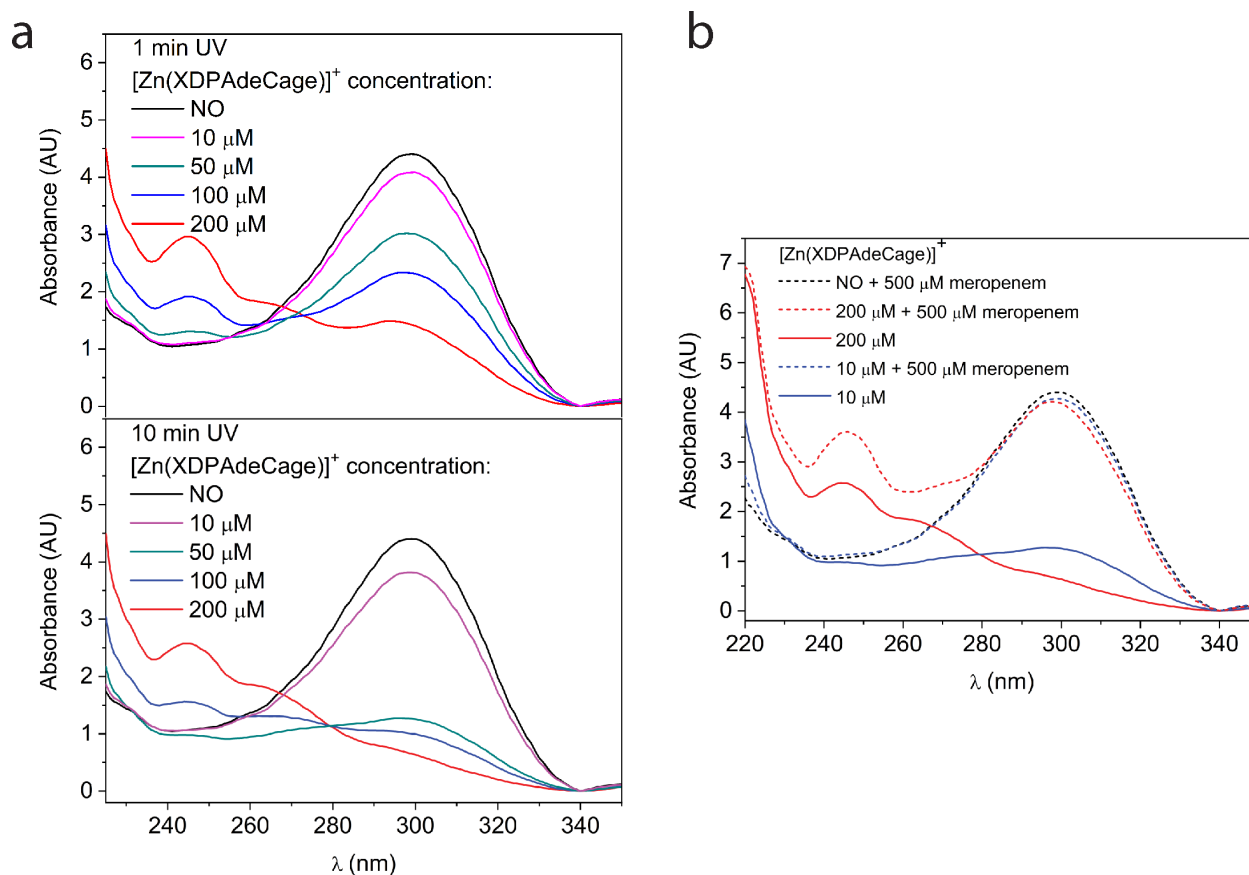 a
1 min UV
[Zn(XDPAdeCage)]⁺ concentration:
NO
10 µM
50 µM
100 µM
200 µM
6
5
4
3
2
1
0
Absorbance (AU)
10 min UV
[Zn(XDPAdeCage)]⁺ concentration:
NO
10 µM
50 µM
100 µM
200 µM
6
5
4
3
2
1
0
Absorbance (AU)
240 260 280 300 320 340
λ (nm)
b
[Zn(XDPAdeCage)]⁺
NO + 500 µM meropenem
200 µM + 500 µM meropenem
200 µM
10 µM + 500 µM meropenem
10 µM
7
6
5
4
3
2
1
0
Absorbance (AU)
220 240 260 280 300 320 340
λ (nm)